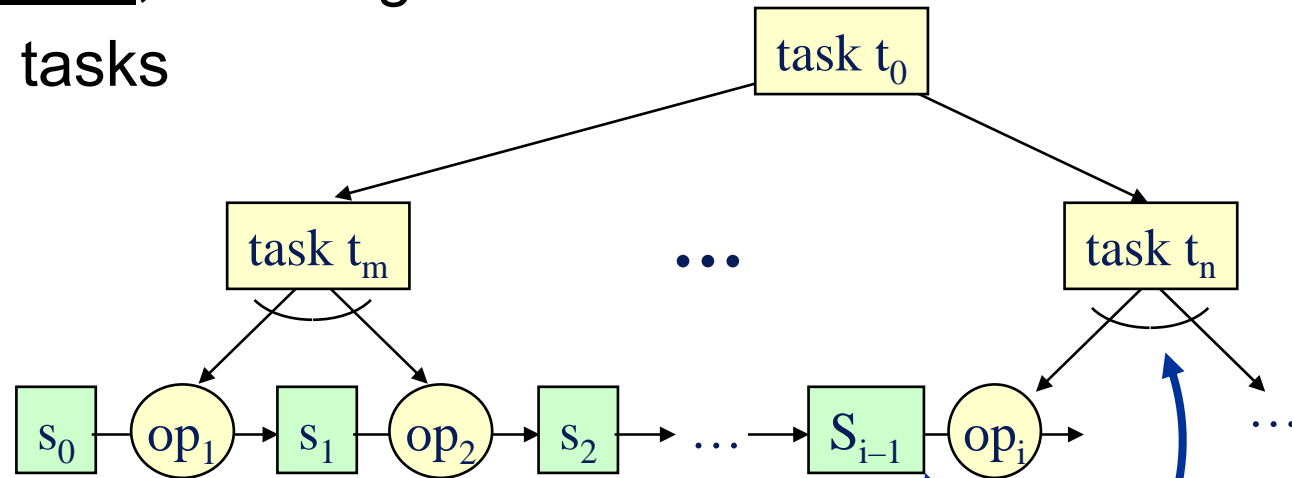 tasks
task t₀
task tₘ ... task tₙ
s₀ op₁ s₁ op₂ s₂ ... Sᵢ₋₁ opᵢ ...